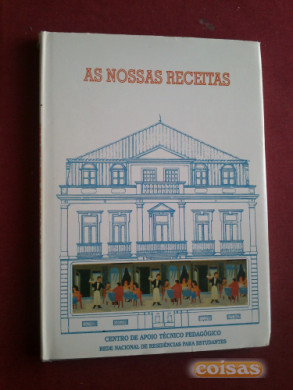 AS NOSSAS RECEITAS
CENTRO DE APOIO TÉCNICO PEDAGÓGICO
REDE NACIONAL DE RESIDÊNCIAS PARA ESTUDANTES
coisas